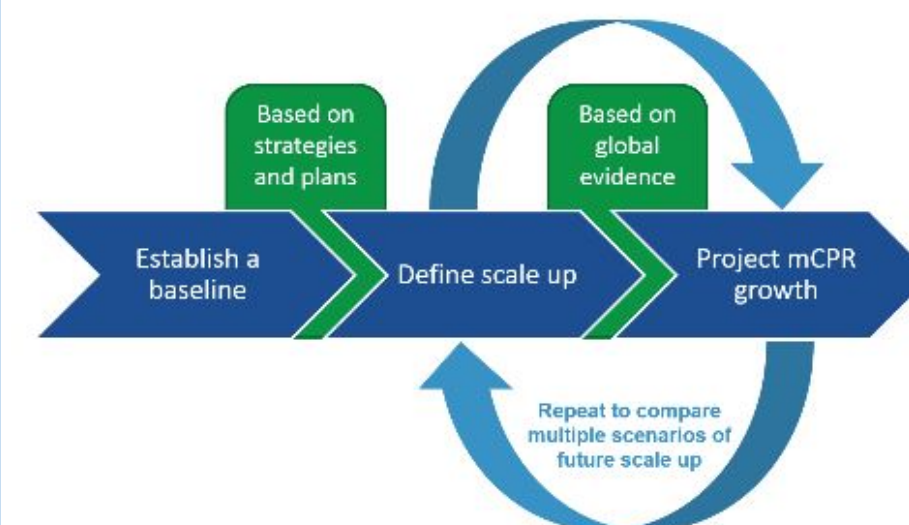 Based on
strategies
and plans
Based on
global
evidence
Establish a
baseline
Define scale up
Project mCPR
growth
Repeat to compare
multiple scenarios of
future scale up